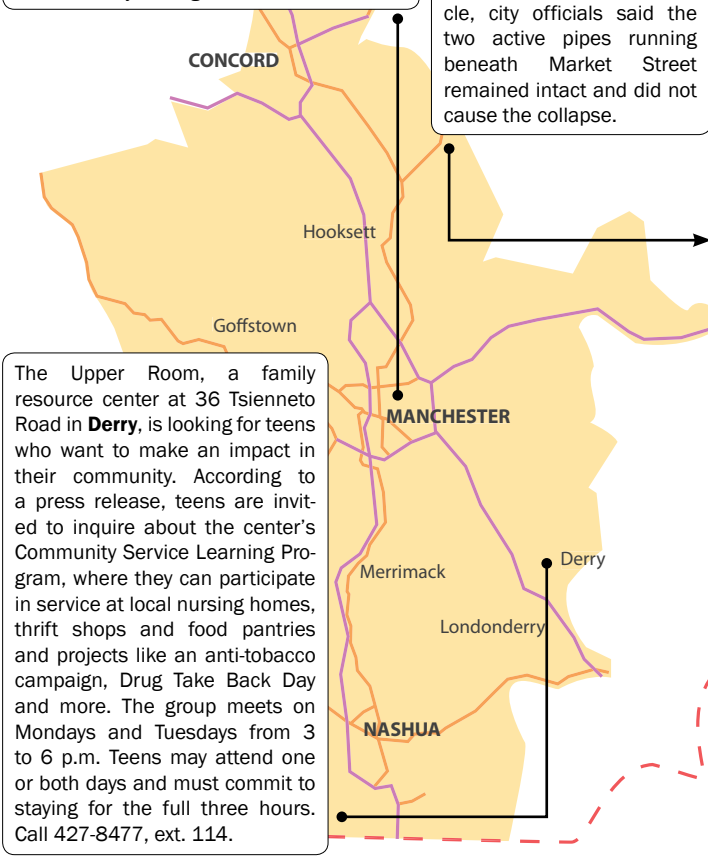 cle, city officials said the
two active pipes running
beneath Market Street
remained intact and did not
cause the collapse.
CONCORD
Hooksett
Goffstown
MANCHESTER
The Upper Room, a family
resource center at 36 Tsienneto
Road in Derry, is looking for teens
who want to make an impact in
their community. According to
a press release, teens are invit-
ed to inquire about the center’s
Community Service Learning Pro-
gram, where they can participate
in service at local nursing homes,
thrift shops and food pantries
and projects like an anti-tobacco
campaign, Drug Take Back Day
and more. The group meets on
Mondays and Tuesdays from 3
to 6 p.m. Teens may attend one
or both days and must commit to
staying for the full three hours.
Call 427-8477, ext. 114.
Merrimack
Derry
Londonderry
NASHUA